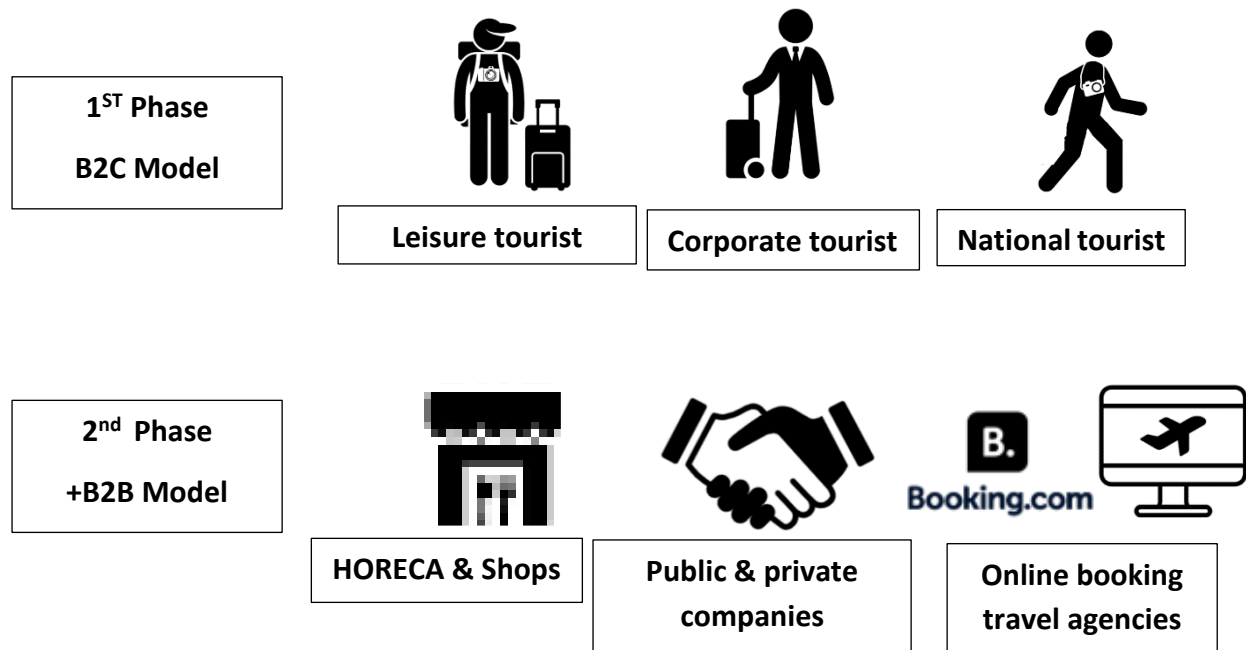 1ST Phase
B2C Model
Leisure tourist
Corporate tourist
National tourist
2nd Phase
+B2B Model
B.
Booking.com
HORECA & Shops
Public & private
companies
Online booking
travel agencies